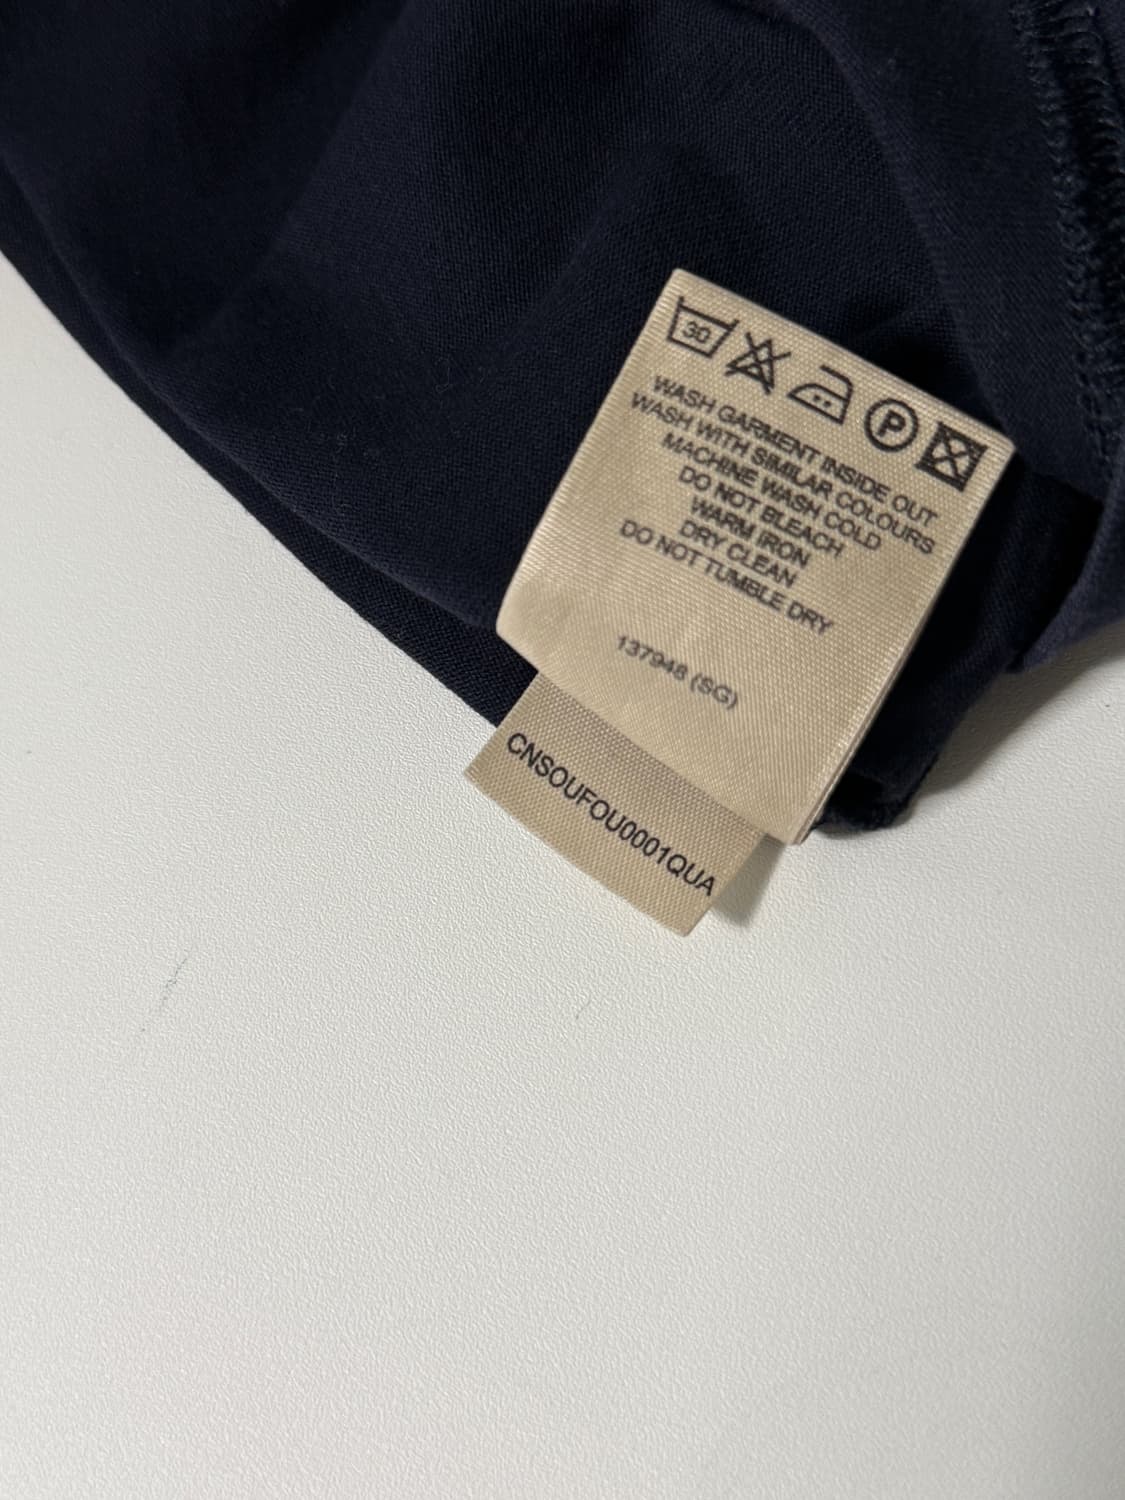 30
P
WASH GARMENT INSIDE OUT
WASH WITH SIMILAR COLOURS
MACHINE WASH COLD
DO NOT BLEACH
WARM IRON
DRY CLEAN
DO NOT TUMBLE DRY
137948 (SG)
CNSOUFOU0001QUA